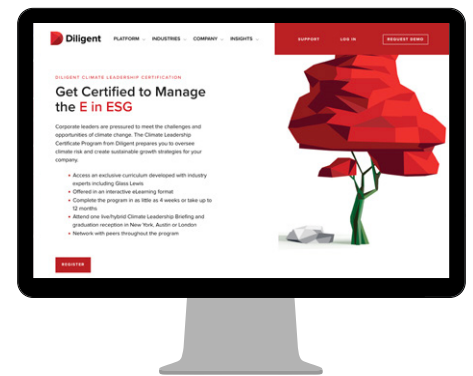 Diligent PLATFORM INDUSTRIES COMPANY INSIGHTS SUPPORT LOG IN REQUEST DEMO
DILIGENT CLIMATE LEADERSHIP CERTIFICATION
Get Certified to Manage
the E in ESG
Corporate leaders are pressured to meet the challenges and
opportunities of climate change. The Climate Leadership
Certificate Program from Diligent prepares you to oversee
climate risk and create sustainable growth strategies for your
company.
• Access an exclusive curriculum developed with industry
experts including Glass Lewis
• Offered in an interactive eLearning format
• Complete the program in as little as 4 weeks or take up to
12 months
• Attend one live/hybrid Climate Leadership Briefing and
graduation reception in New York, Austin or London
• Network with peers throughout the program
REGISTER